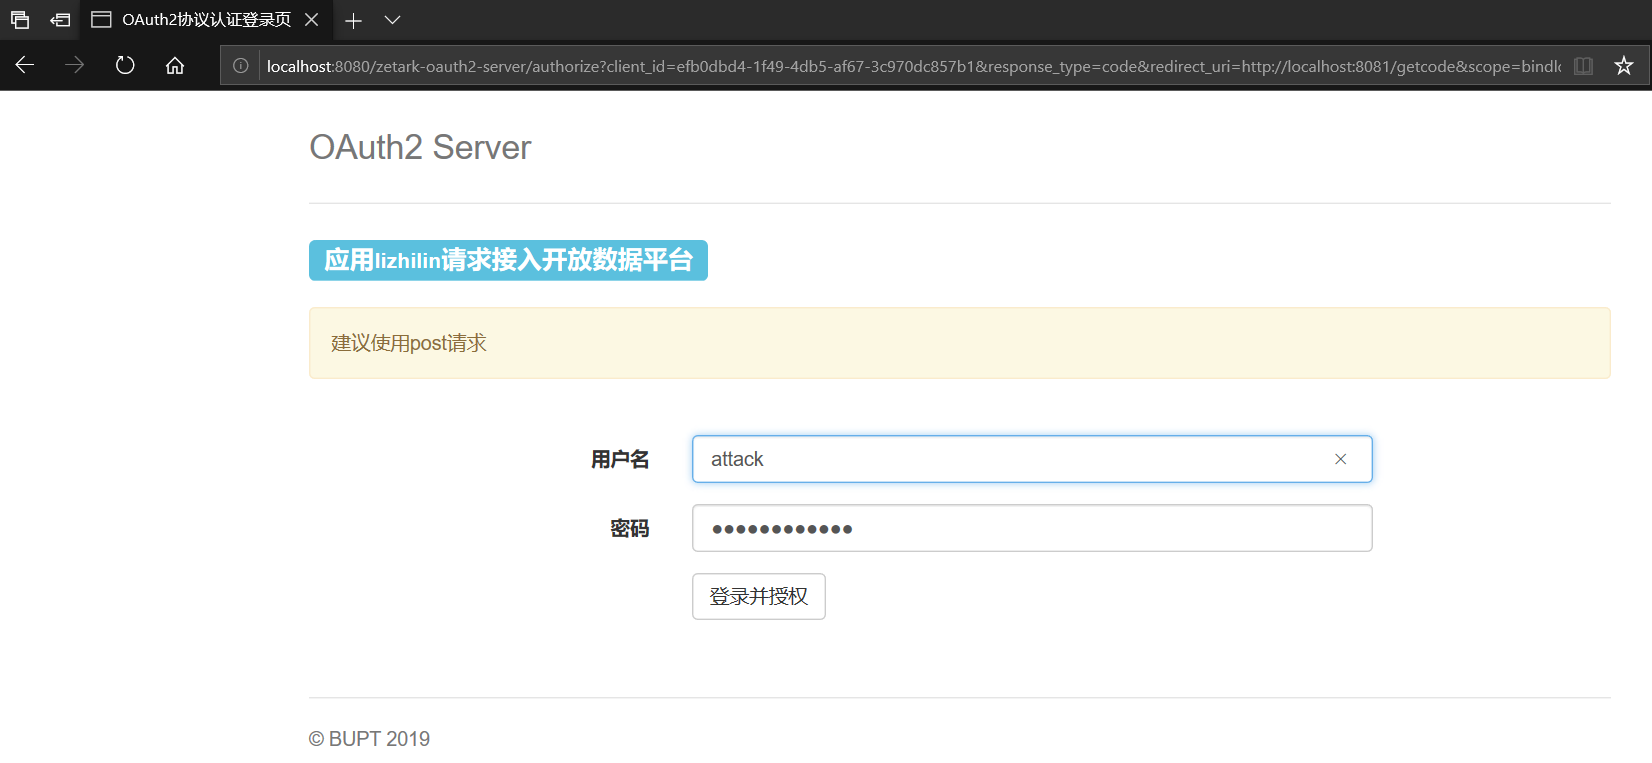 OAuth2协议认证登录页
localhost:8080/zetark-oauth2-server/authorize?client_id=efb0dbd4-1f49-4db5-af67-3c970dc857b1&response_type=code&redirect_uri=http://localhost:8081/getcode&scope=bindlo
OAuth2 Server
应用lizhilin请求接入开放数据平台
建议使用post请求
用户名 attack
密码 ●●●●●●●●●●●●
登录并授权
© BUPT 2019